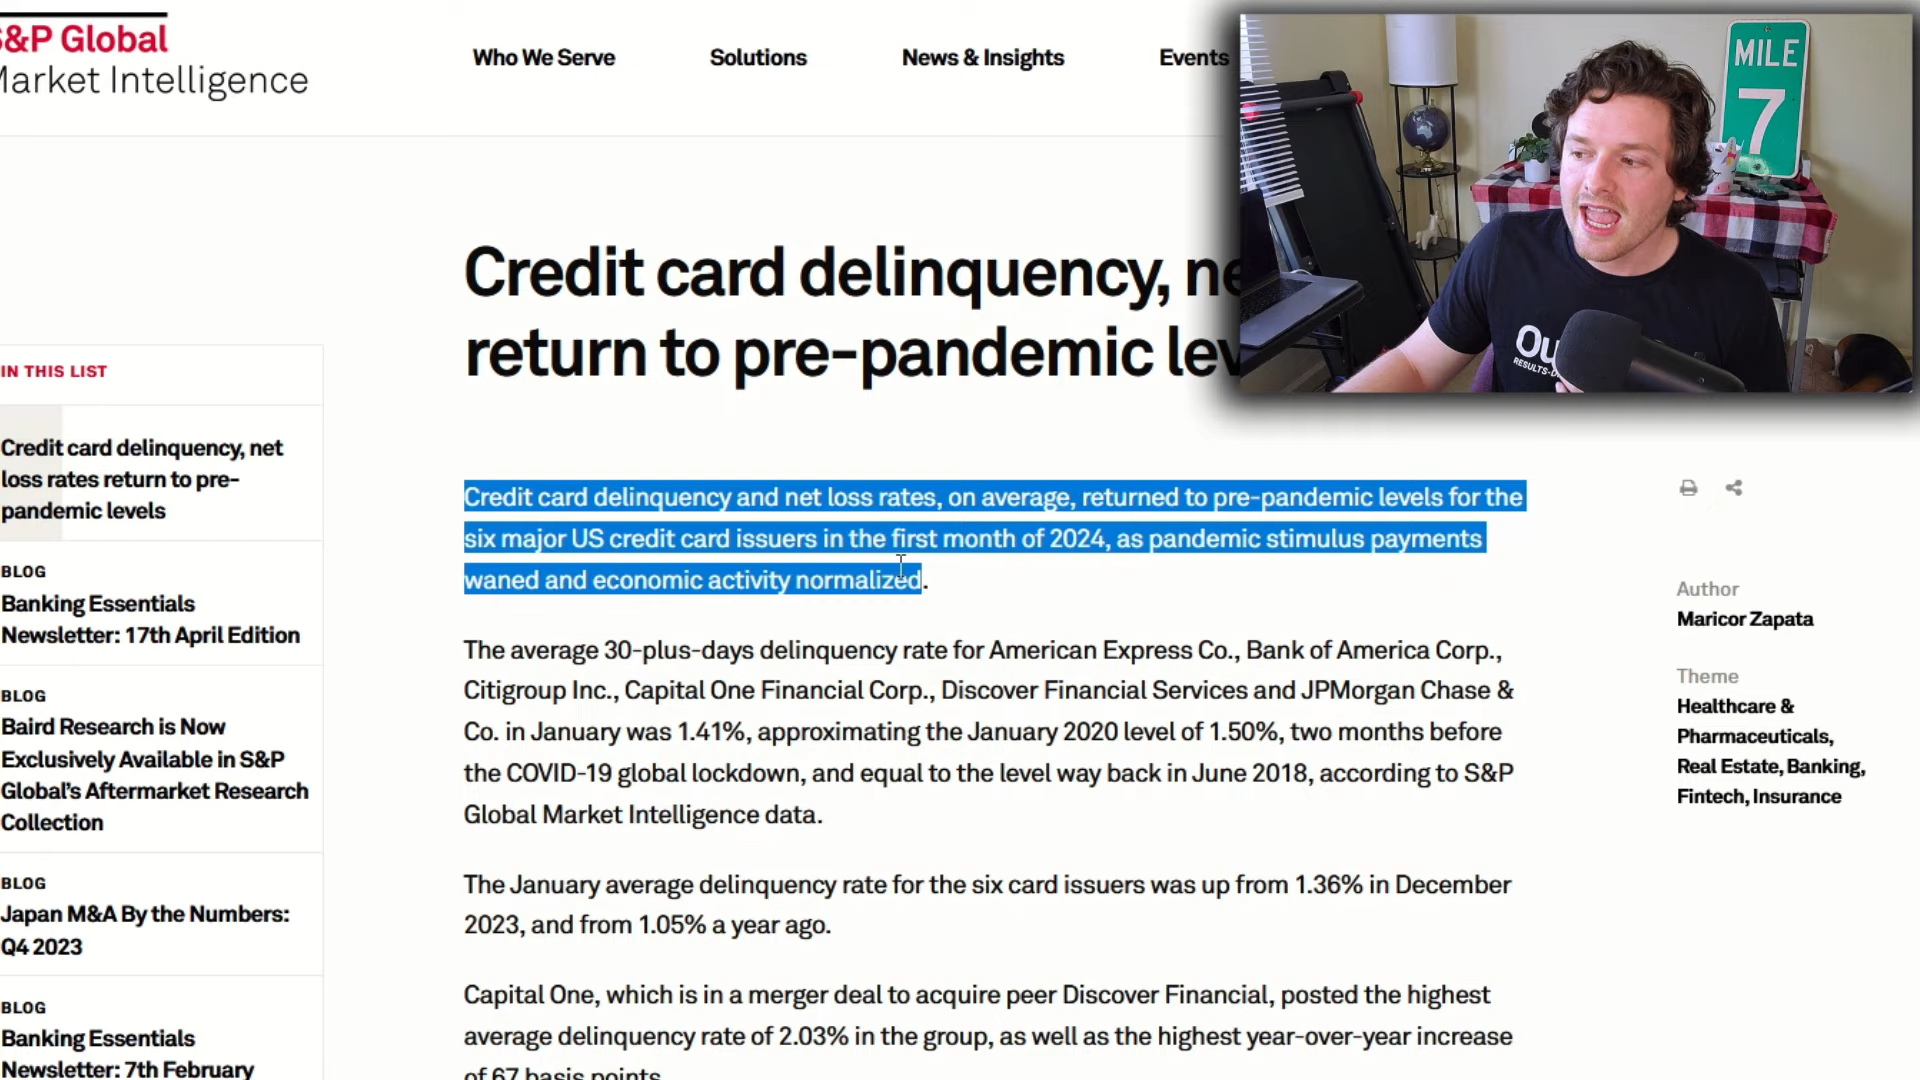 S&P Global
Market Intelligence
Who We Serve
Solutions
News & Insights
Events
MILE
7
Credit card delinquency,
return to pre-pandemic
IN THIS LIST
Credit card delinquency, net
loss rates return to pre-
pandemic levels
BLOG
Banking Essentials
Newsletter: 17th April Edition
BLOG
Baird Research is Now
Exclusively Available in S&P
Global's Aftermarket Research
Collection
BLOG
Japan M&A By the Numbers:
Q4 2023
BLOG
Banking Essentials
Newsletter: 7th February
Credit card delinquency and net loss rates, on average, returned to pre-pandemic levels for the
six major US credit card issuers in the first month of 2024, as pandemic stimulus payments
waned and economic activity normalized.
The average 30-plus-days delinquency rate for American Express Co., Bank of America Corp.,
Citigroup Inc., Capital One Financial Corp., Discover Financial Services and JPMorgan Chase &
Co. in January was 1.41%, approximating the January 2020 level of 1.50%, two months before
the COVID-19 global lockdown, and equal to the level way back in June 2018, according to S&P
Global Market Intelligence data.
The January average delinquency rate for the six card issuers was up from 1.36% in December
2023, and from 1.05% a year ago.
Capital One, which is in a merger deal to acquire peer Discover Financial, posted the highest
average delinquency rate of 2.03% in the group, as well as the highest year-over-year increase
of 67 basis points.
Author
Maricor Zapata
Theme
Healthcare &
Pharmaceuticals,
Real Estate, Banking,
Fintech, Insurance